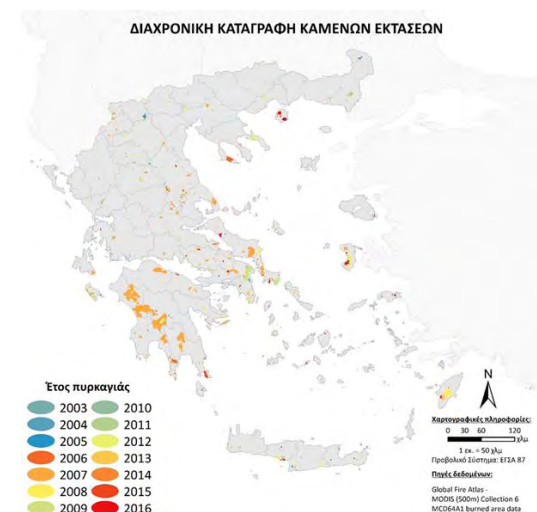 ΔΙΑΧΡΟΝΙΚΗ ΚΑΤΑΓΡΑΦΗ ΚΑΜΕΝΩΝ ΕΚΤΑΣΕΩΝ
Έτος πυρκαγιάς
2003 2010
2004 2011
2005 2012
2006 2013
2007 2014
2008 2015
2009 2016
N
Χαρτογραφικές πληροφορίες:
0 30 60 120
χλμ
1 εκ. = 50 χλμ
Προβολικό Σύστημα: ΕΓΣΑ 87
Πηγές δεδομένων:
Global Fire Atlas -
MODIS (500m) Collection 6
MCD64A1 burned area data